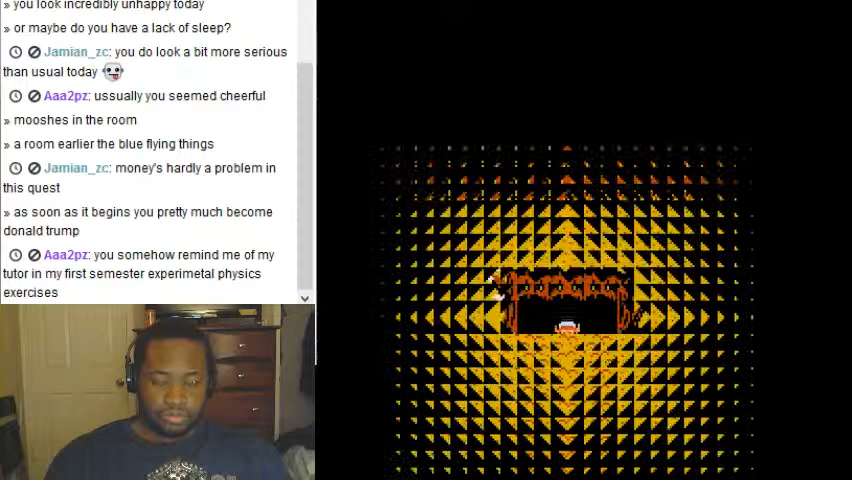 » you look incredibly unhappy today
» or maybe do you have a lack of sleep?
Jamian_zc: you do look a bit more serious
than usual today
Aaa2pz: ussually you seemed cheerful
» mooshes in the room
» a room earlier the blue flying things
Jamian_zc: money's hardly a problem in
this quest
» as soon as it begins you pretty much become
donald trump
Aaa2pz: you somehow remind me of my
tutor in my first semester experimetal physics
exercises